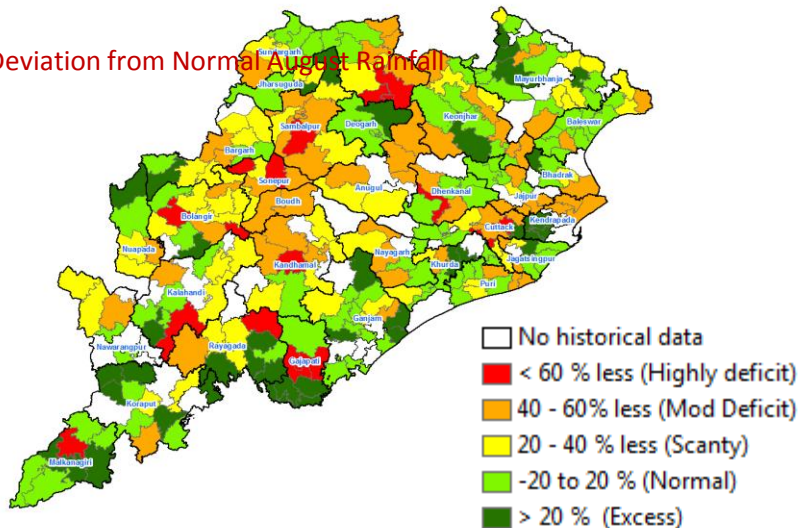 Deviation from Normal August Rainfall
Sundargarh
Jharsuguda
Mayurbhanja
Sambalpur
Deogarh
Keonjhar
Baleswar
Bargarh
Bhadrak
Sonepur
Anugul
Dhenkanal
Jajpur
Boudh
Bolangir
Cuttack
Kendrapada
Nuapada
Kandhamal
Nayagarh
Khurda
Jagatsingpur
Puri
Kalahandi
Ganjam
Nawarangpur
Rayagada
Gajapati
Koraput
Malkanagiri
No historical data
< 60 % less (Highly deficit)
40 - 60% less (Mod Deficit)
20 - 40 % less (Scanty)
-20 to 20 % (Normal)
> 20 % (Excess)